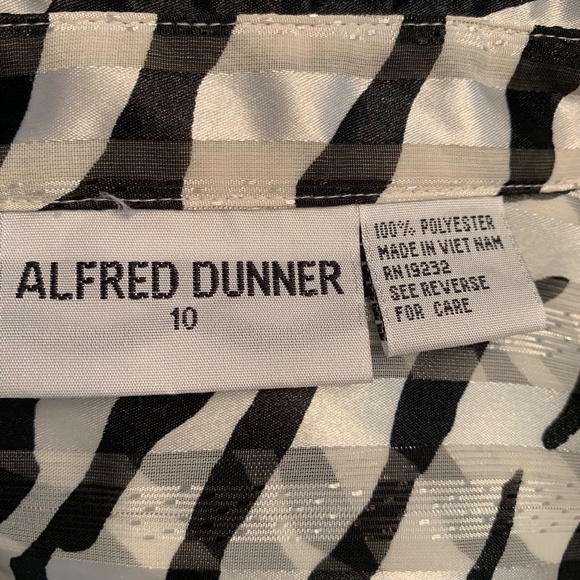 ALFRED DUNNER
10
100% POLYESTER
MADE IN VIET NAM
RN 19232
SEE REVERSE
FOR CARE